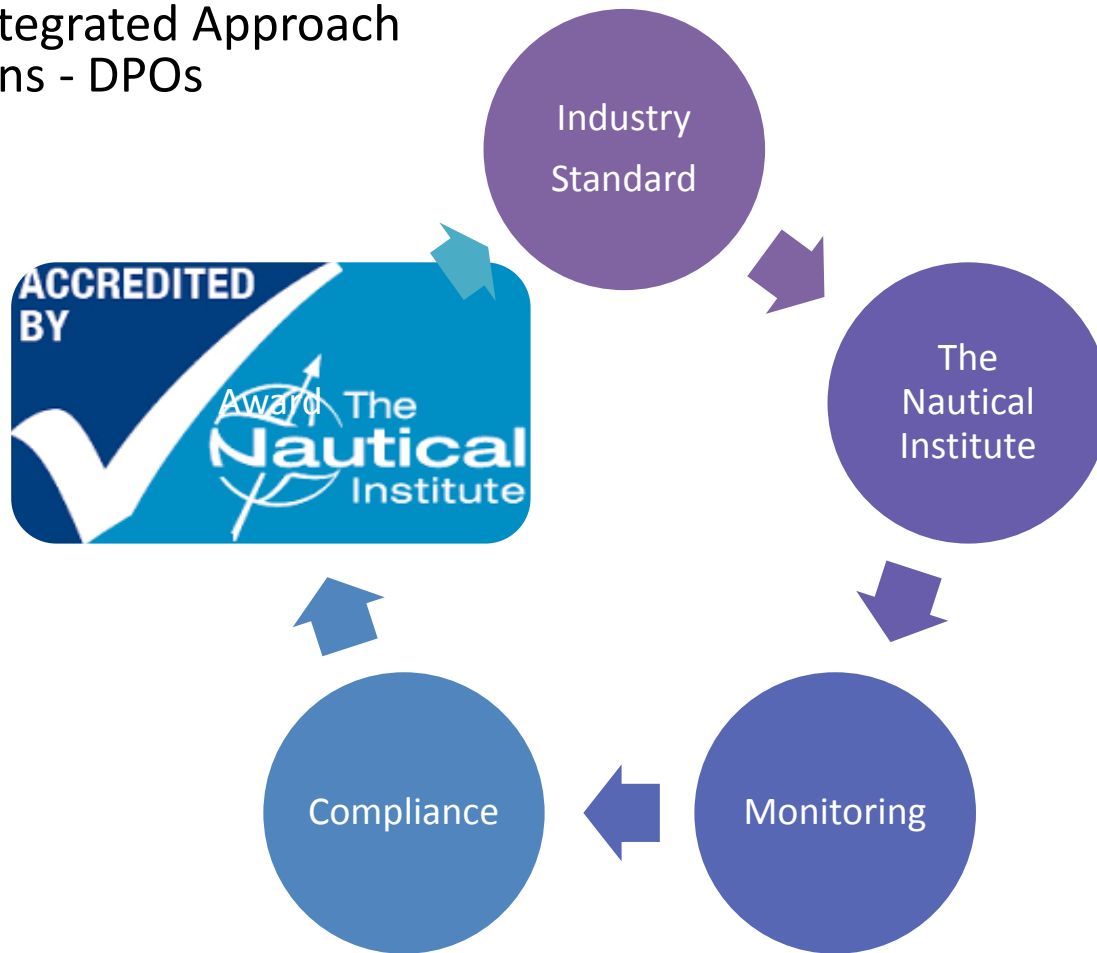 tegrated Approach
ns - DPOs
Industry
Standard
The
Nautical
Institute
Monitoring
Compliance
ACCREDITED
BY
Award
The
Nautical
Institute